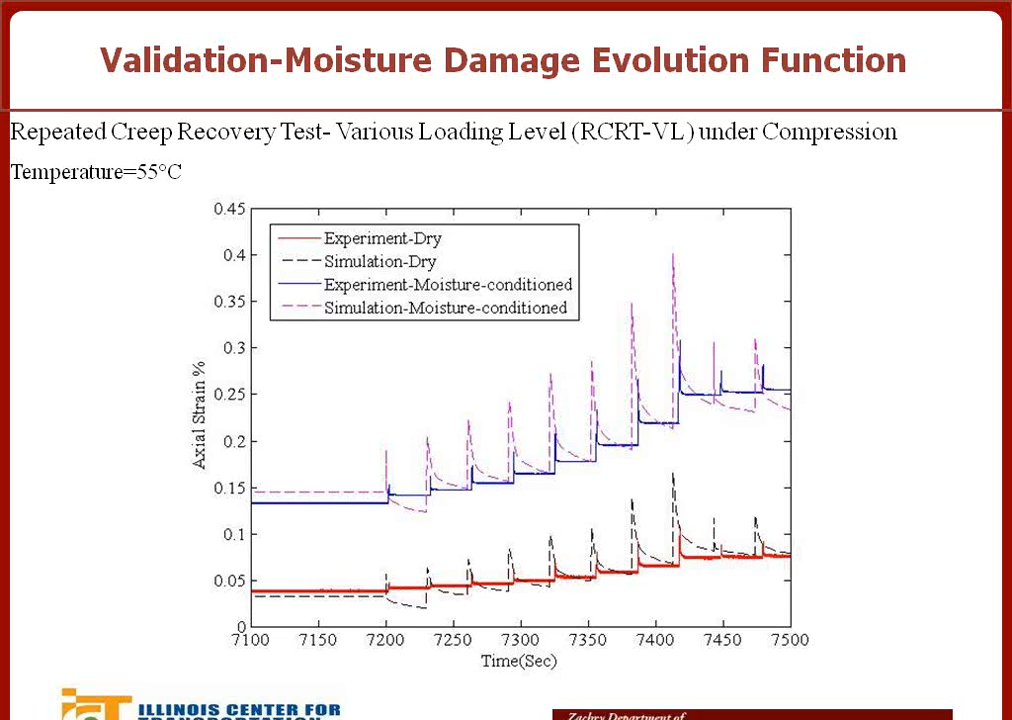 Validation-Moisture Damage Evolution Function
Repeated Creep Recovery Test- Various Loading Level (RCRT-VL) under Compression
Temperature=55°C
0.45
0.4
0.35
0.3
0.25
0.2
0.15
0.1
0.05
0
Axial Strain %
Experiment-Dry
Simulation-Dry
Experiment-Moisture-conditioned
Simulation-Moisture-conditioned
7100 7150 7200 7250 7300 7350 7400 7450 7500
Time(Sec)
ILLINOIS CENTER FOR
TRANSPORTATION
Zachry Department of